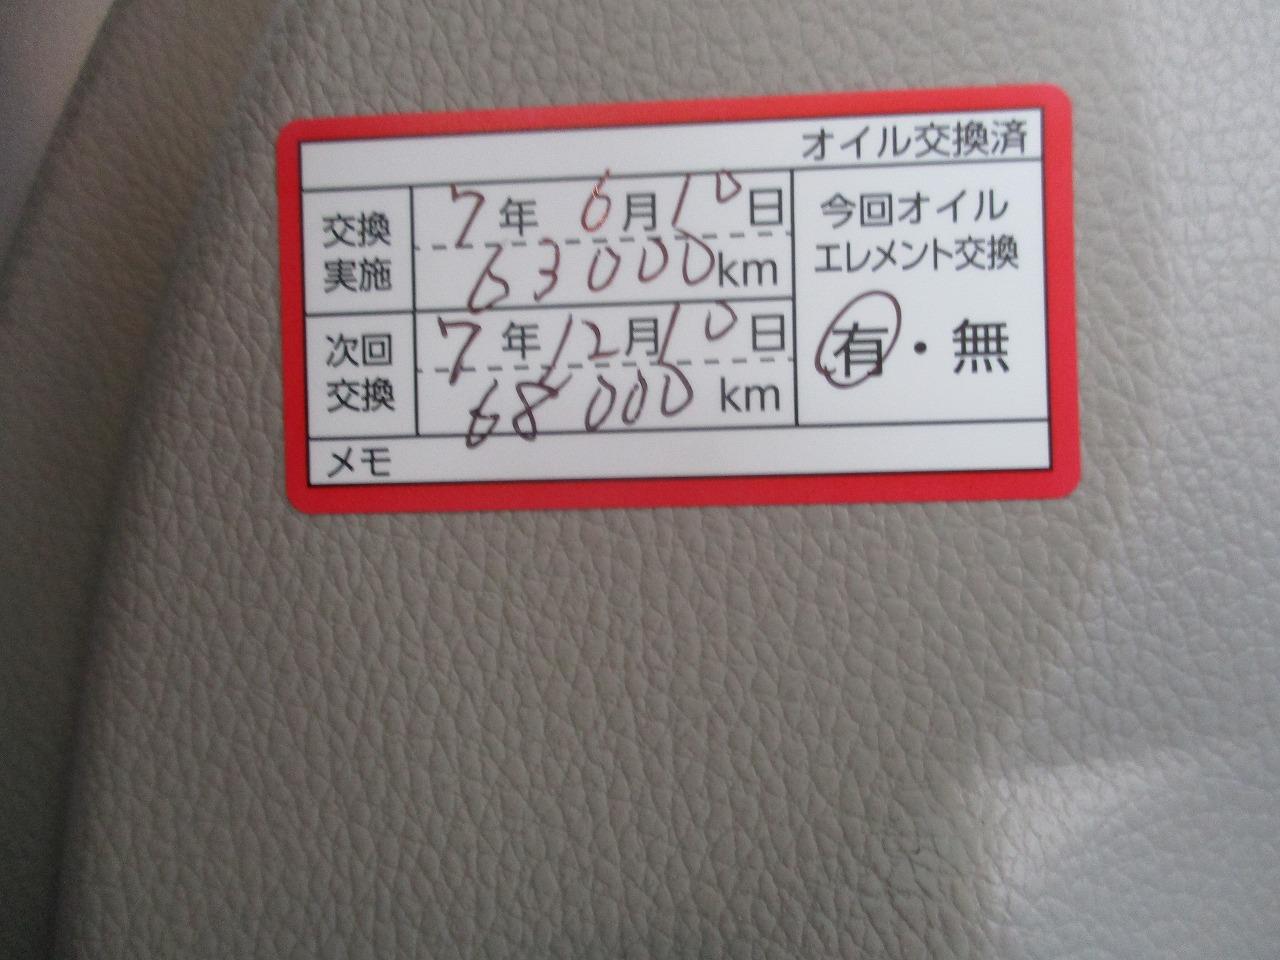 オイル交換済
交換実施
7年 6月10日
63000km
次回交換
7年12月10日
68000km
今回オイル
エレメント交換
有・無
メモ